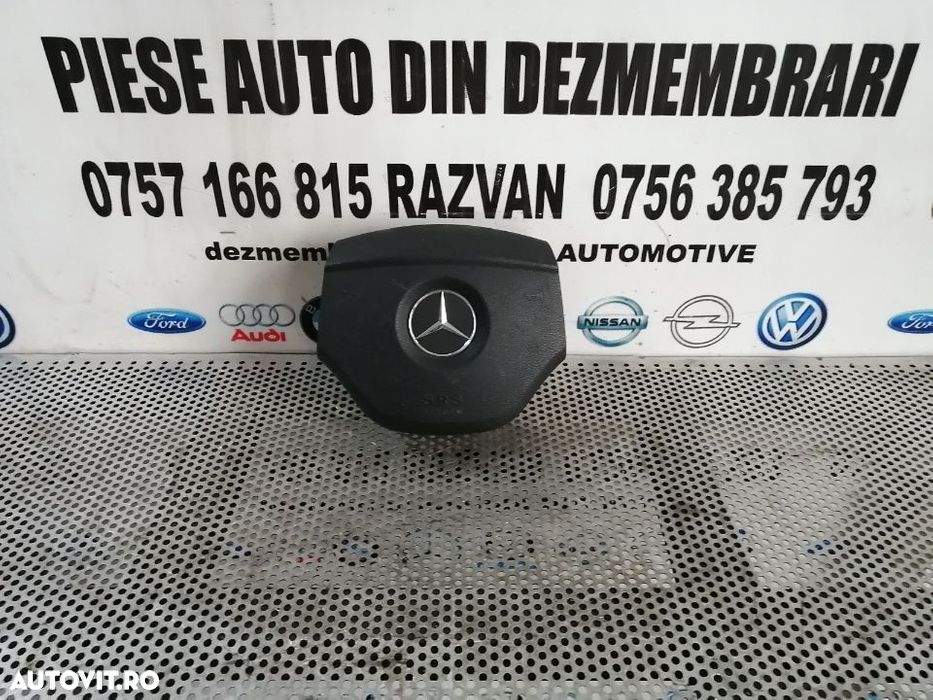 PIESE AUTO DIN DEZMEMBRARI
0757 166 815 RAZVAN 0756 385 793
AUTOMOTIVE
Ford Audi NISSAN Ford
SRS
AUTOVIT.RO